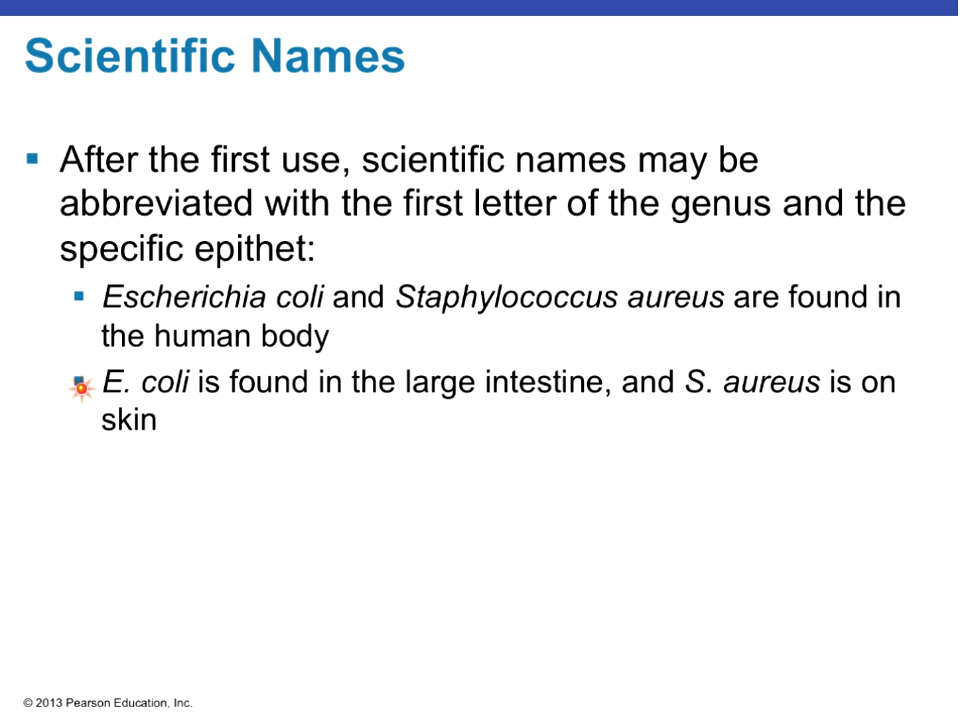 Scientific Names
▪ After the first use, scientific names may be
abbreviated with the first letter of the genus and the
specific epithet:
▪ Escherichia coli and Staphylococcus aureus are found in
the human body
▪ E. coli is found in the large intestine, and S. aureus is on
skin
© 2013 Pearson Education, Inc.